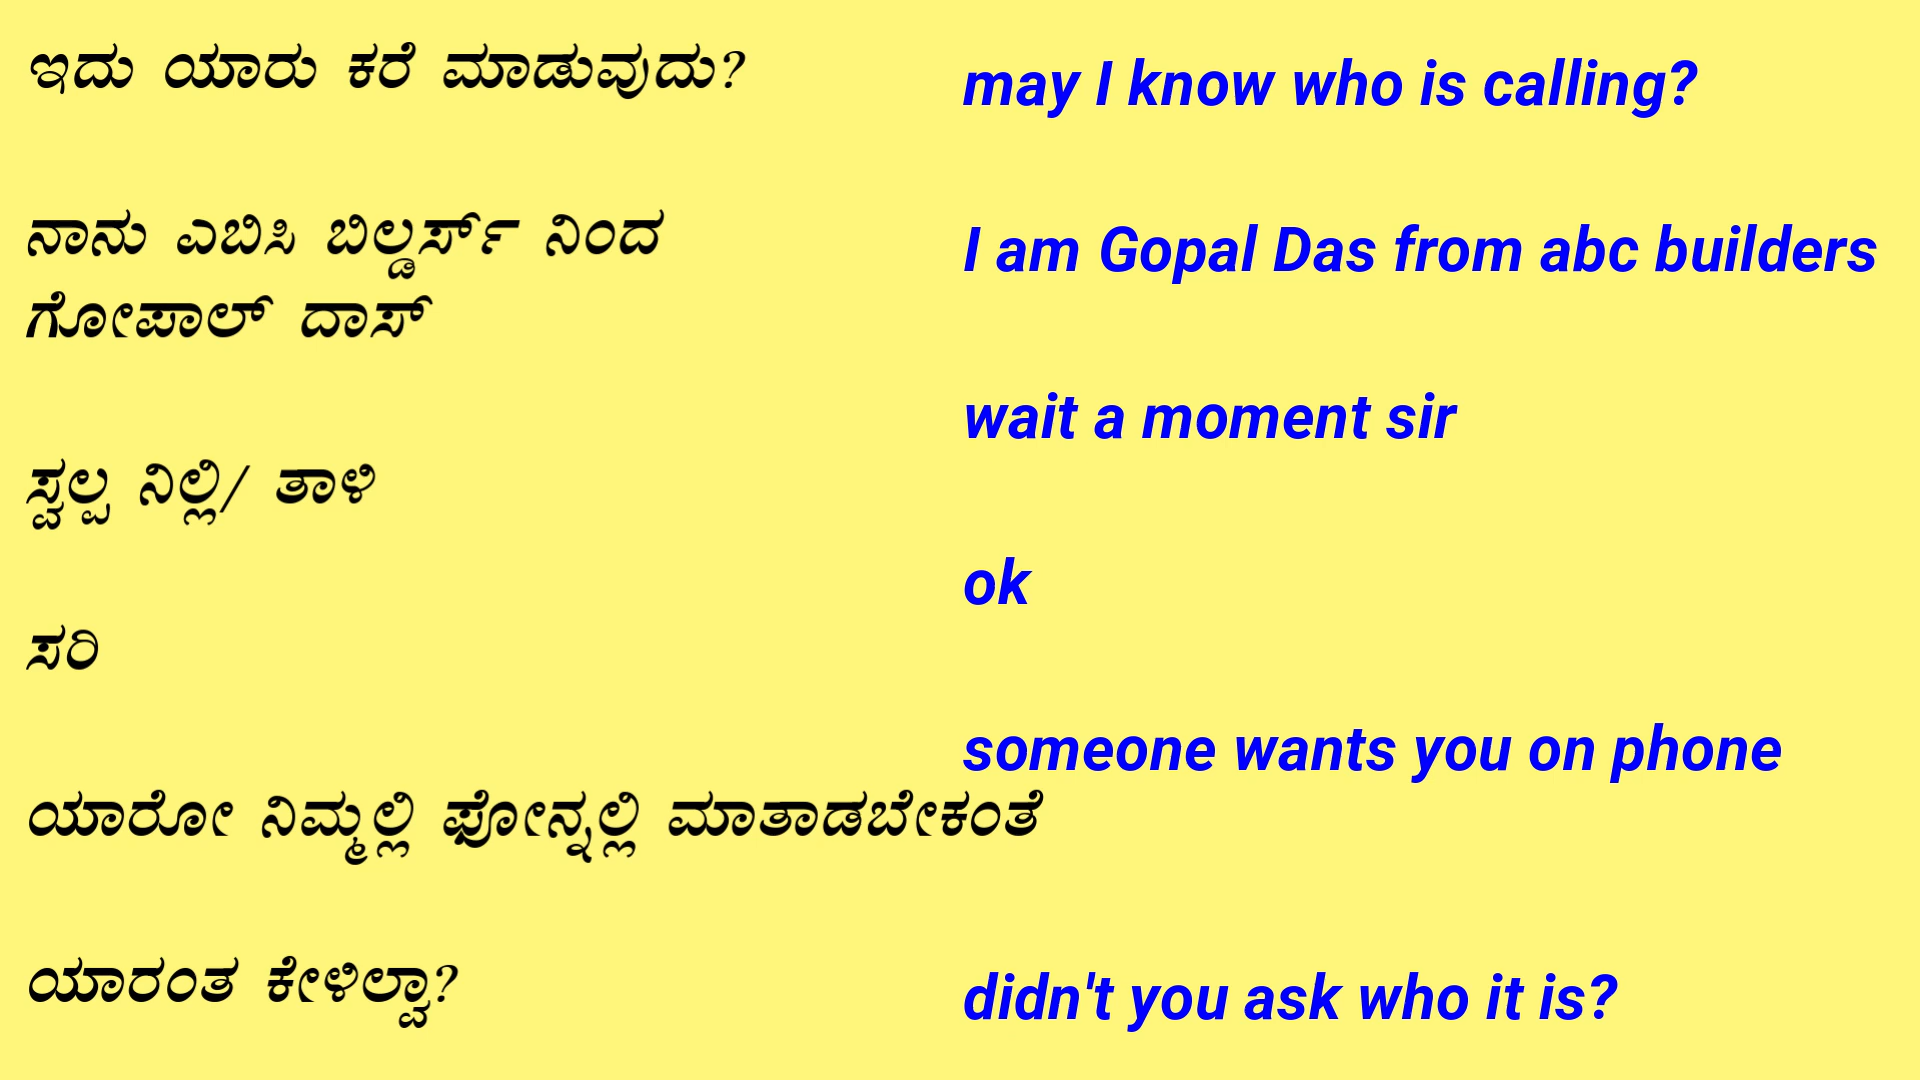 ಇದು ಯಾರು ಕರೆ ಮಾಡುವುದು?
may I know who is calling?
ನಾನು ಎಬಿಸಿ ಬಿಲ್ಡರ್ಸ್ ನಿಂದ
ಗೋಪಾಲ್ ದಾಸ್
I am Gopal Das from abc builders
ಸ್ವಲ್ಪ ನಿಲ್ಲಿ/ ತಾಳಿ
wait a moment sir
ಸರಿ
ok
ಯಾರೋ ನಿಮ್ಮಲ್ಲಿ ಫೋನ್ನಲ್ಲಿ ಮಾತಾಡಬೇಕಂತೆ
someone wants you on phone
ಯಾರಂತ ಕೇಳಿಲ್ವಾ?
didn't you ask who it is?